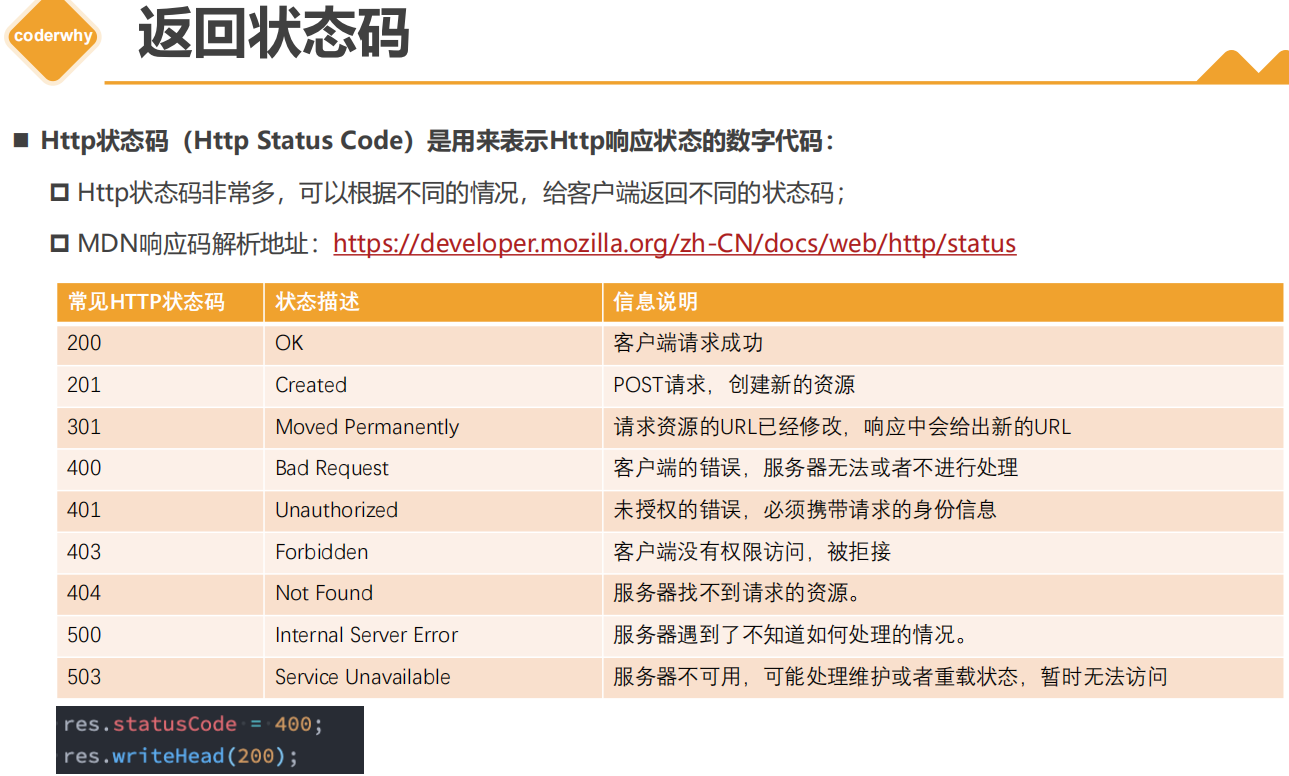 coderwhy
返回状态码
Http状态码（Http Status Code）是用来表示Http响应状态的数字代码：
Http状态码非常多，可以根据不同的情况，给客户端返回不同的状态码；
MDN响应码解析地址：https://developer.mozilla.org/zh-CN/docs/web/http/status
常见HTTP状态码 状态描述 信息说明
200 OK 客户端请求成功
201 Created POST请求，创建新的资源
301 Moved Permanently 请求资源的URL已经修改，响应中会给出新的URL
400 Bad Request 客户端的错误，服务器无法或者不进行处理
401 Unauthorized 未授权的错误，必须携带请求的身份信息
403 Forbidden 客户端没有权限访问，被拒接
404 Not Found 服务器找不到请求的资源。
500 Internal Server Error 服务器遇到了不知道如何处理的情况。
503 Service Unavailable 服务器不可用，可能处理维护或者重载状态，暂时无法访问
res.statusCode = 400;
res.writeHead(200);